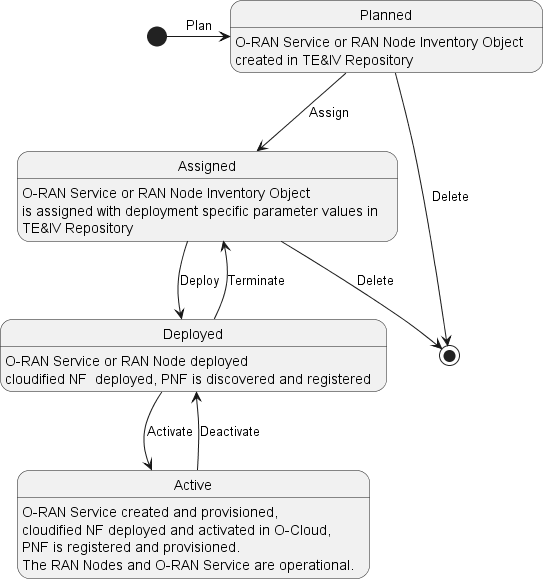 Planned
Plan
O-RAN Service or RAN Node Inventory Object
created in TE&IV Repository
Assign
Assigned
O-RAN Service or RAN Node Inventory Object
is assigned with deployment specific parameter values in
TE&IV Repository
Delete
Deploy
Terminate
Delete
Deployed
O-RAN Service or RAN Node deployed
cloudified NF  deployed, PNF is discovered and registered
Activate
Deactivate
Active
O-RAN Service created and provisioned,
cloudified NF deployed and activated in O-Cloud,
PNF is registered and provisioned.
The RAN Nodes and O-RAN Service are operational.